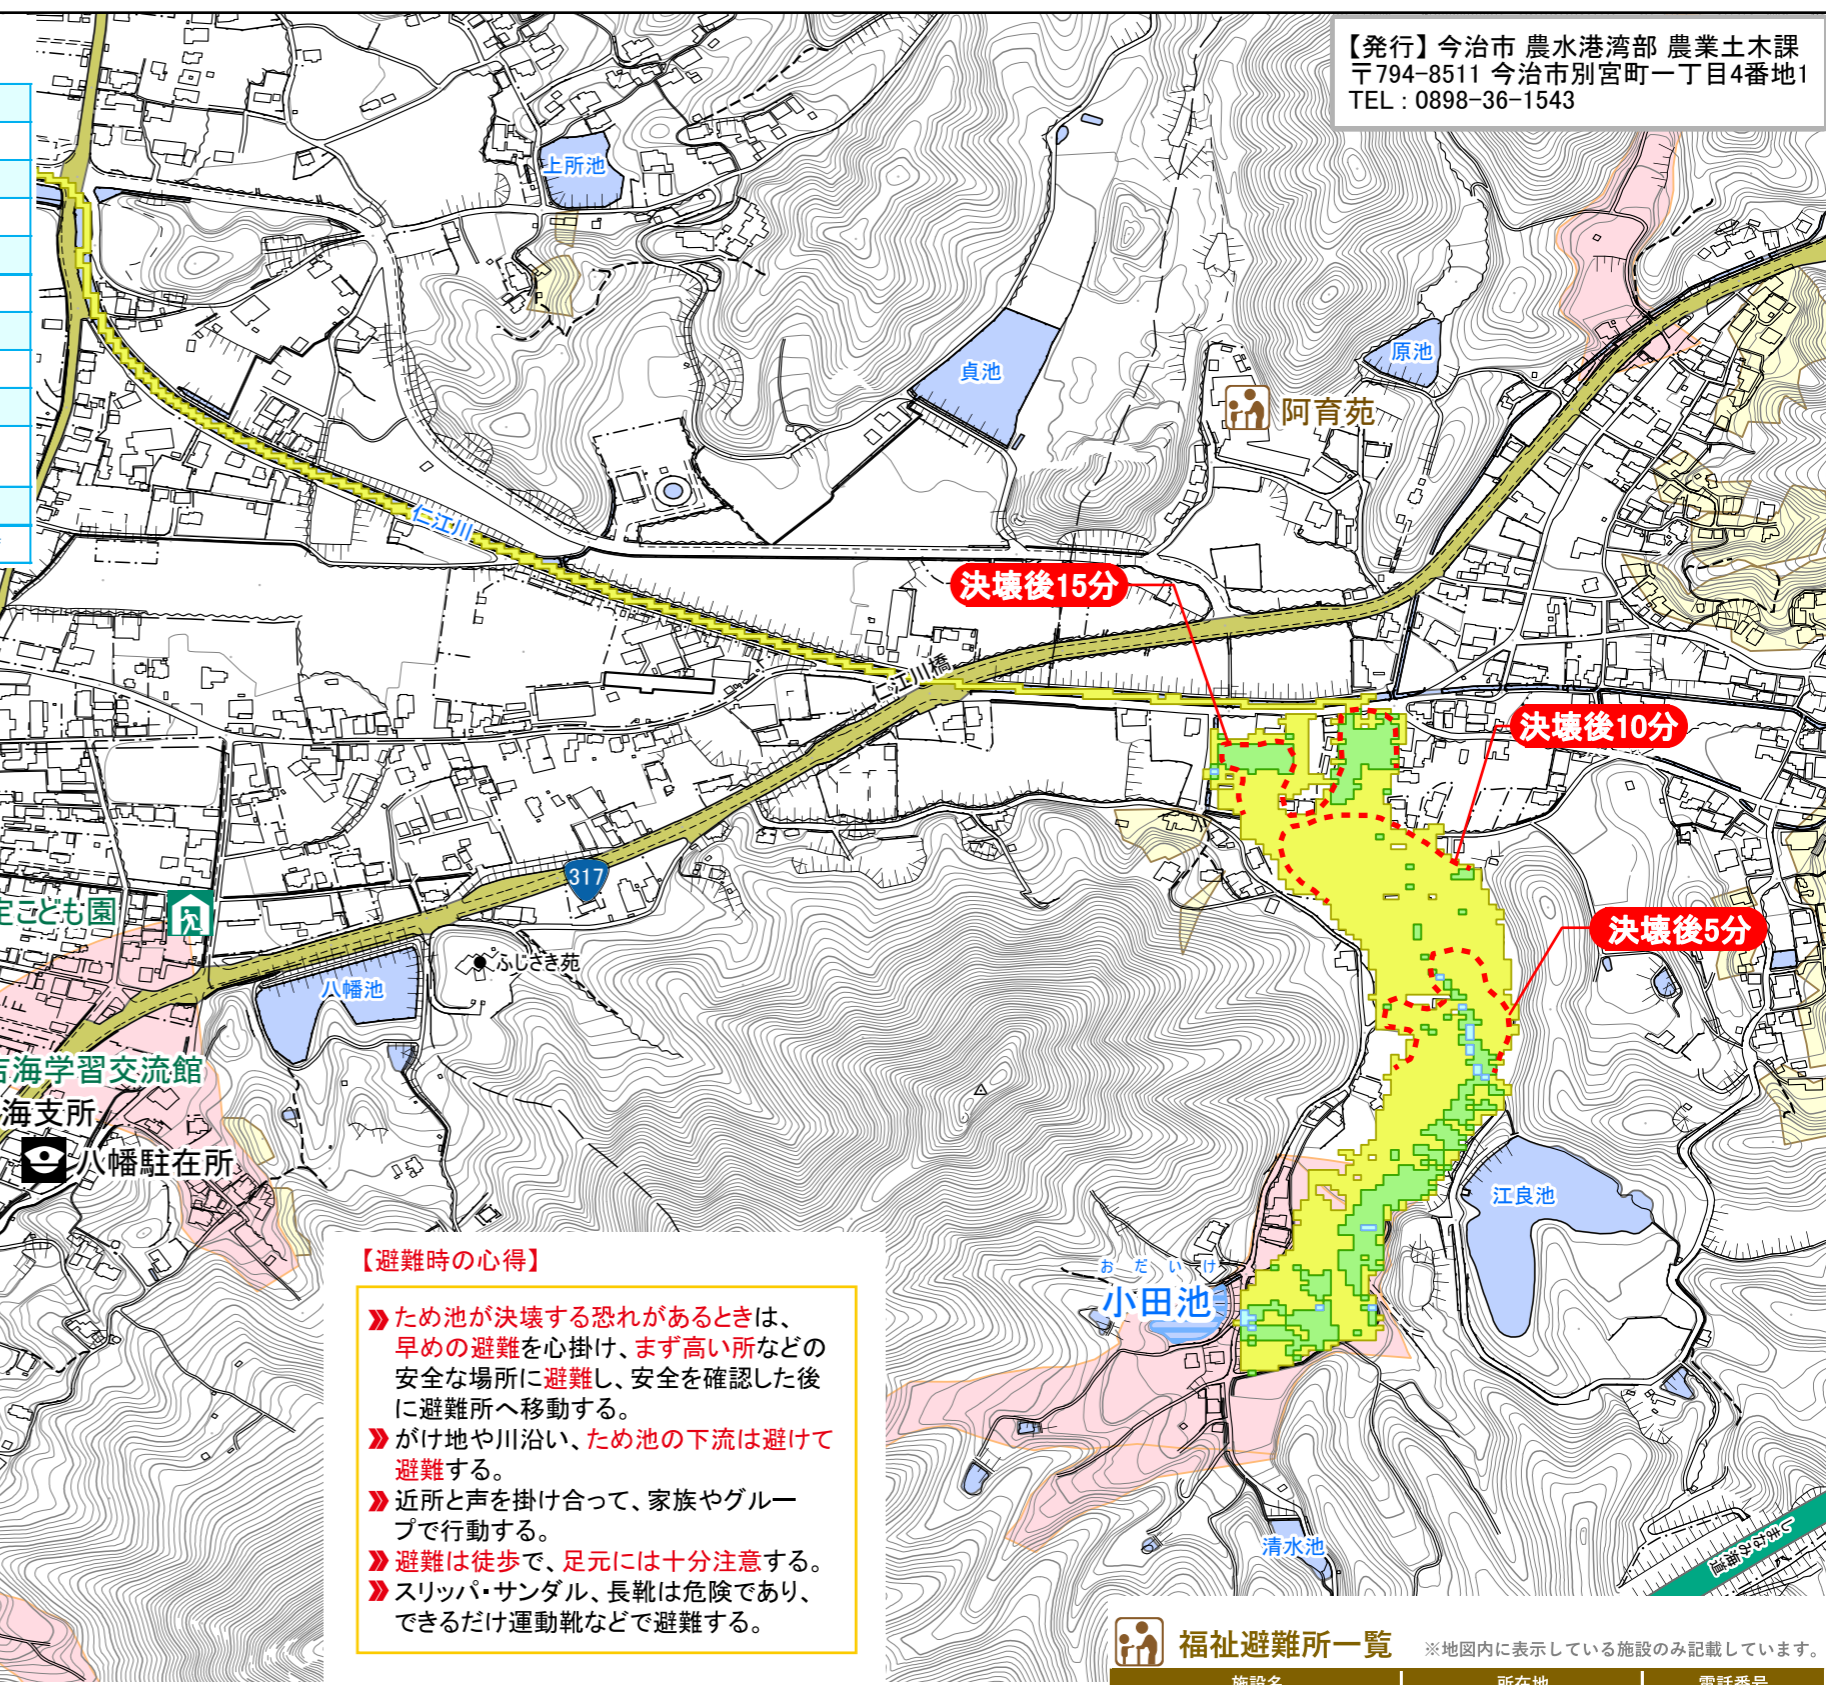 【発行】今治市 農水港湾部 農業土木課
〒794-8511 今治市別宮町一丁目4番地1
TEL : 0898-36-1543
上所池
貞池
原池
阿育苑
仁江川
決壊後15分
仁江川橋
決壊後10分
317
定こども園
決壊後5分
ふじさき苑
八幡池
吉海学習交流館
海支所
八幡駐在所
江良池
おだいけ
小田池
【避難時の心得】
ため池が決壊する恐れがあるときは、
早めの避難を心掛け、まず高い所などの
安全な場所に避難し、安全を確認した後
に避難所へ移動する。
がけ地や川沿い、ため池の下流は避けて
避難する。
近所と声を掛け合って、家族やグルー
プで行動する。
避難は徒歩で、足元には十分注意する。
スリッパ・サンダル、長靴は危険であり、
できるだけ運動靴などで避難する。
清水池
しまなみ海道
福祉避難所一覧 ※地図内に表示している施設のみ記載しています。
施設名 所在地 電話番号